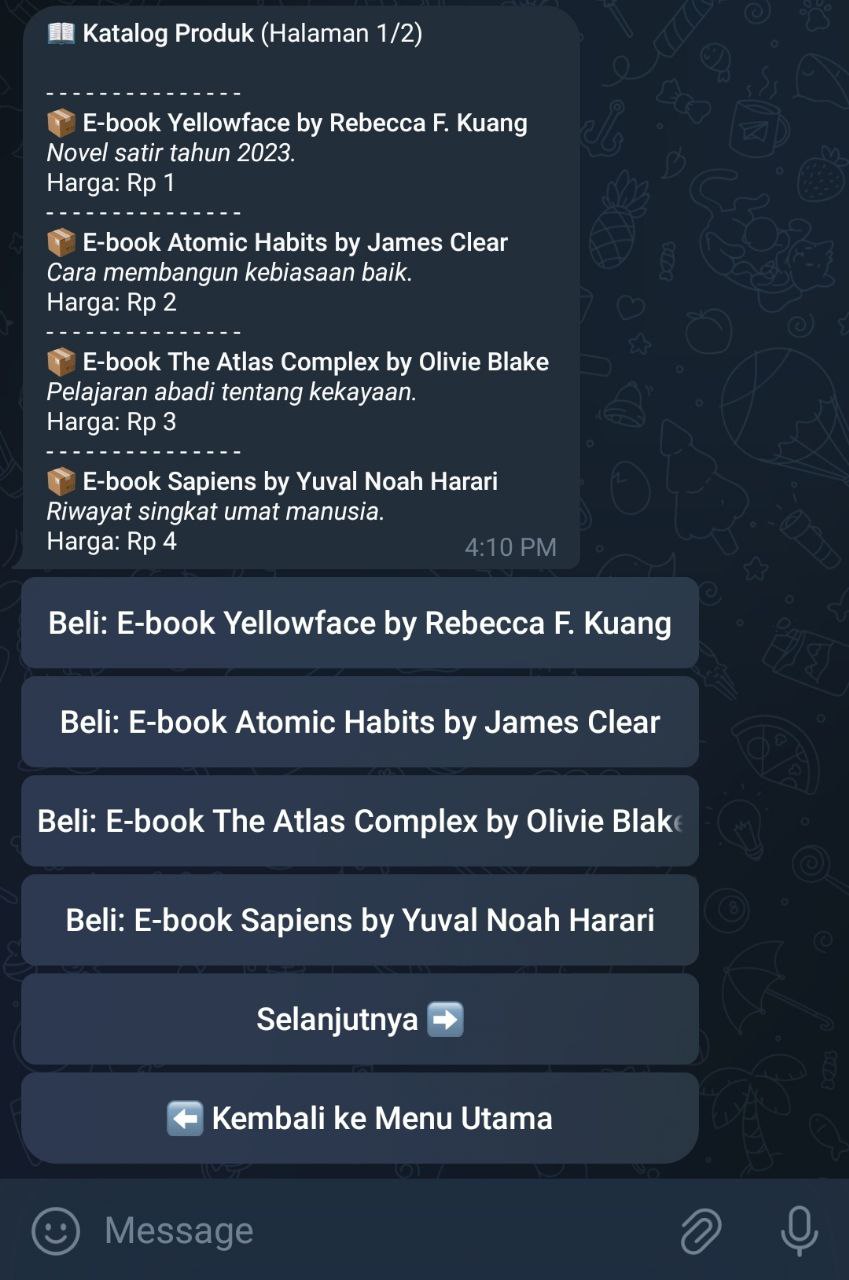 📖 Katalog Produk (Halaman 1/2)
- - - - - - - - - - - - - - -
📦 E-book Yellowface by Rebecca F. Kuang
Novel satir tahun 2023.
Harga: Rp 1
- - - - - - - - - - - - - - -
📦 E-book Atomic Habits by James Clear
Cara membangun kebiasaan baik.
Harga: Rp 2
- - - - - - - - - - - - - - -
📦 E-book The Atlas Complex by Olivie Blake
Pelajaran abadi tentang kekayaan.
Harga: Rp 3
- - - - - - - - - - - - - - -
📦 E-book Sapiens by Yuval Noah Harari
Riwayat singkat umat manusia.
Harga: Rp 4
4:10 PM
Beli: E-book Yellowface by Rebecca F. Kuang
Beli: E-book Atomic Habits by James Clear
Beli: E-book The Atlas Complex by Olivie Blake
Beli: E-book Sapiens by Yuval Noah Harari
Selanjutnya ➡️
⬅️ Kembali ke Menu Utama
Message